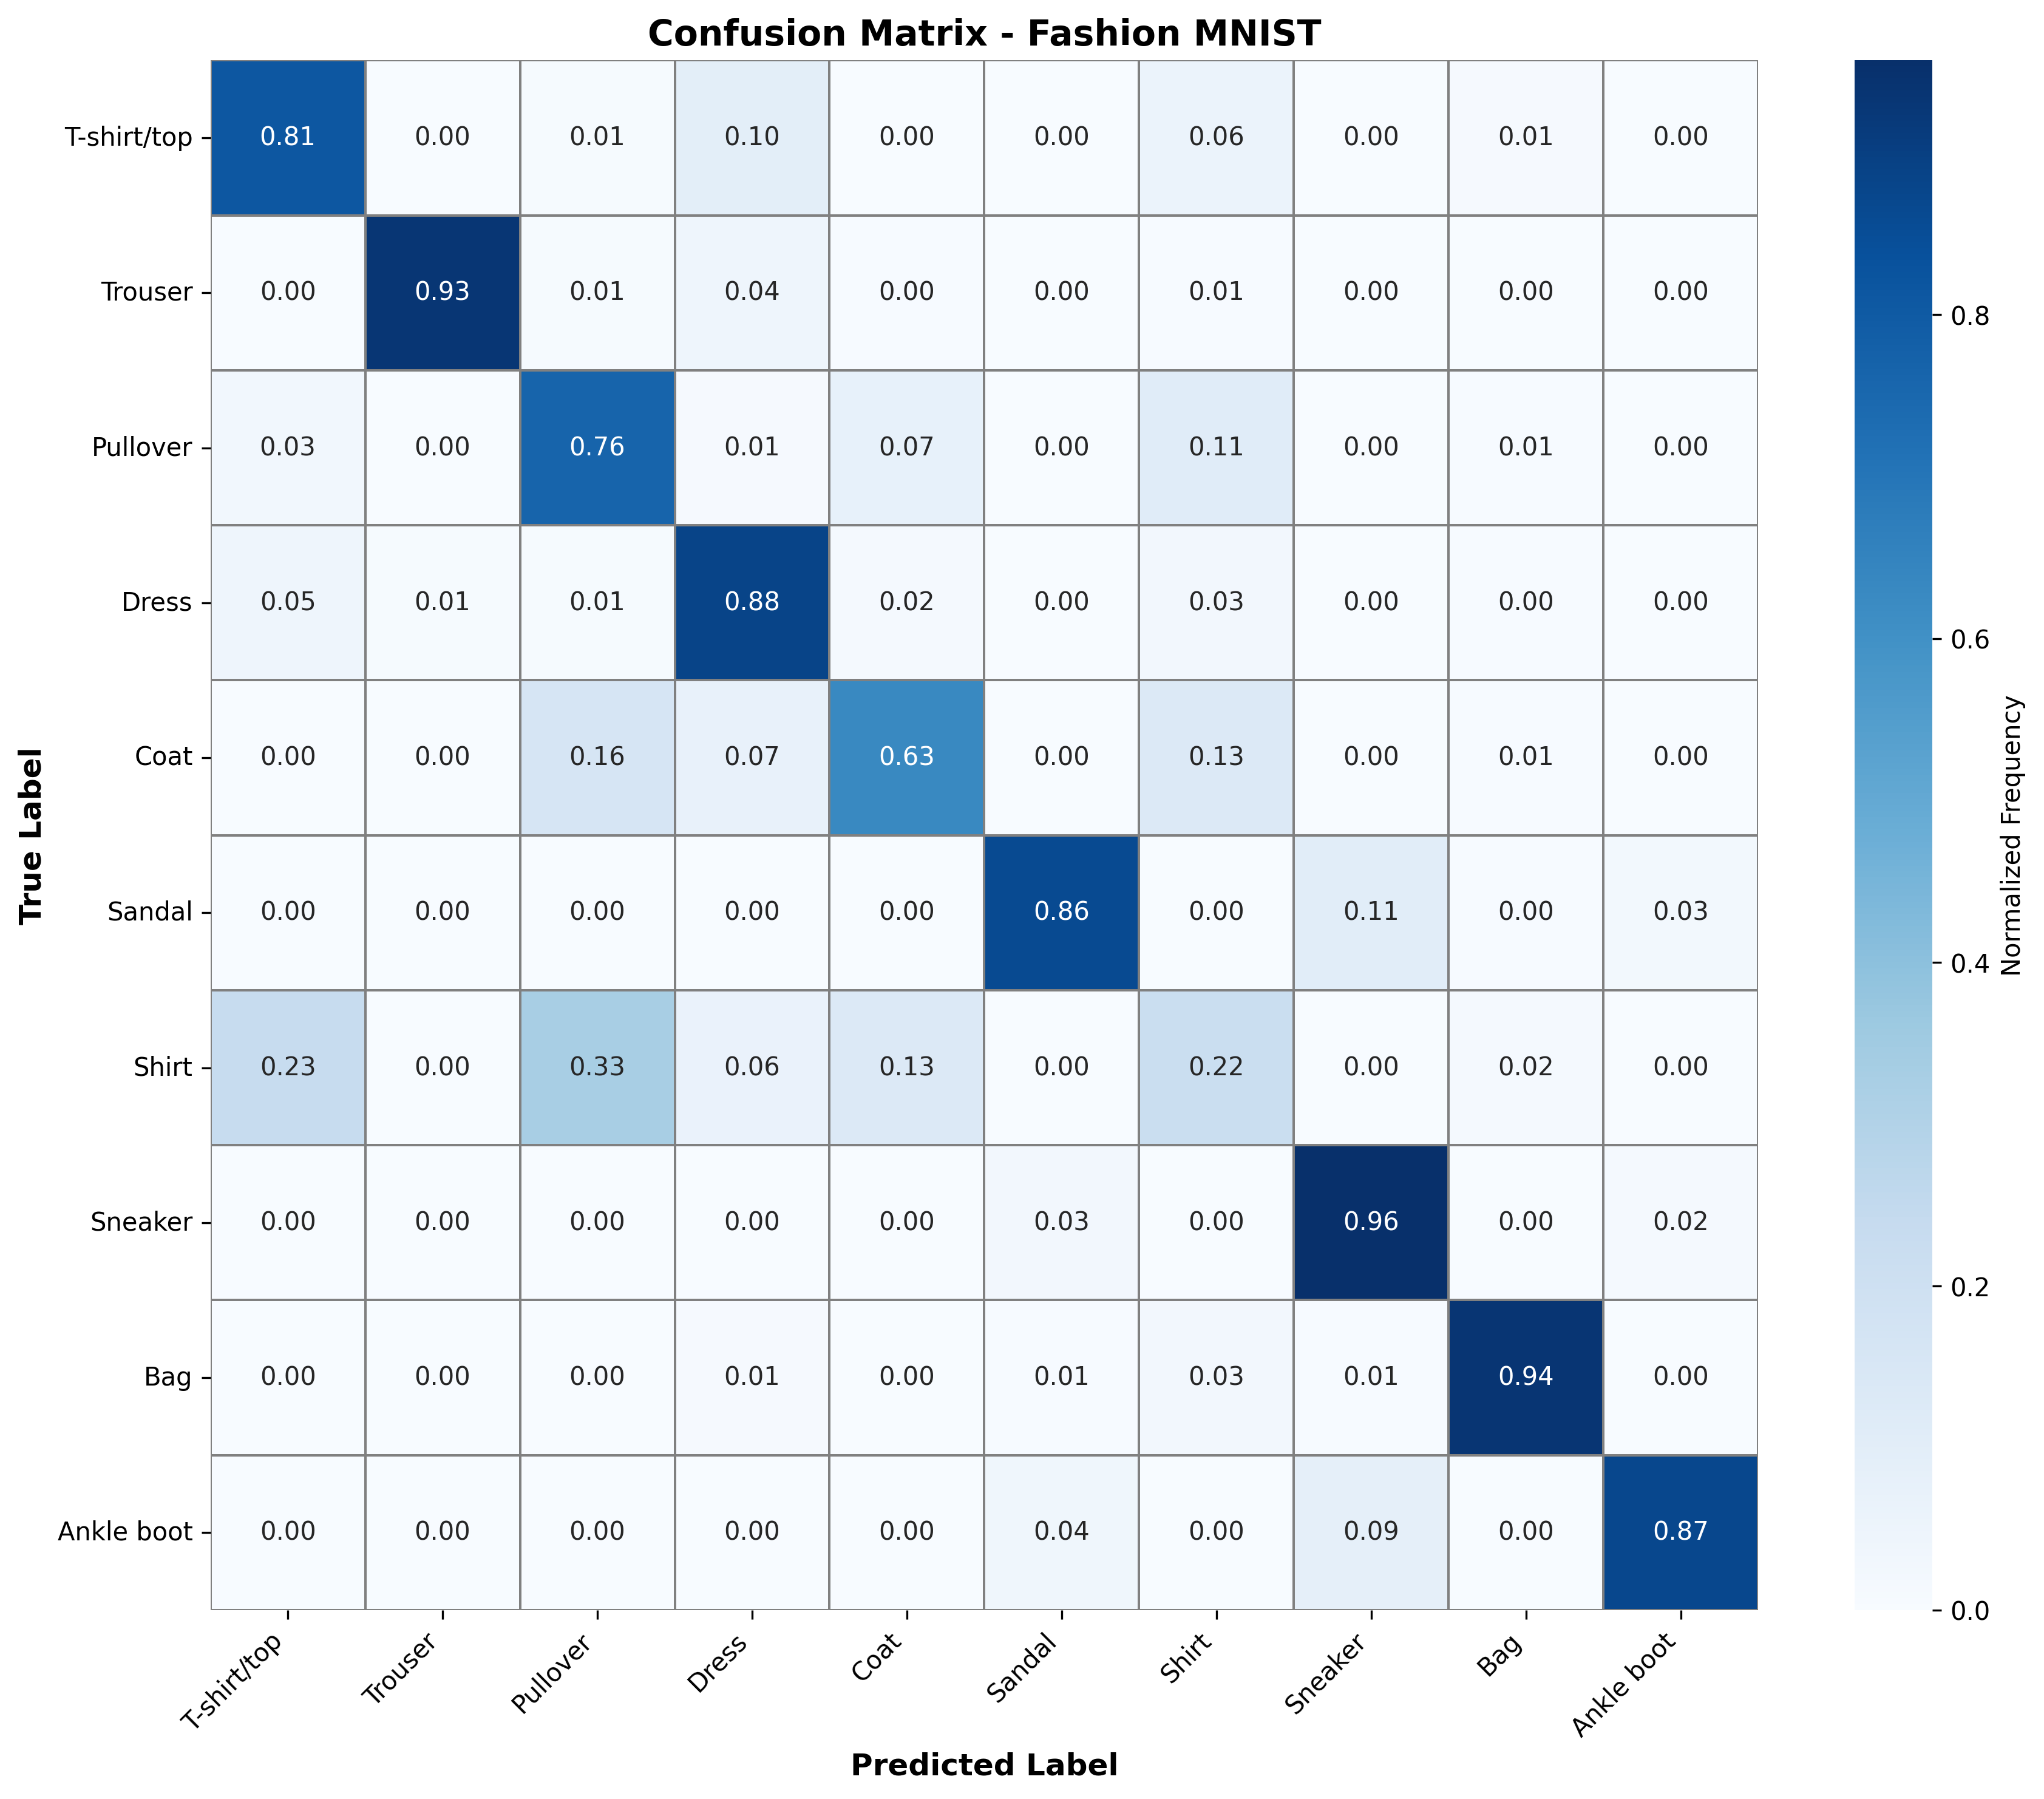 Confusion Matrix - Fashion MNIST
T-shirt/top 0.81 0.00 0.01 0.10 0.00 0.00 0.06 0.00 0.01 0.00
Trouser 0.00 0.93 0.01 0.04 0.00 0.00 0.01 0.00 0.00 0.00
Pullover 0.03 0.00 0.76 0.01 0.07 0.00 0.11 0.00 0.01 0.00
Dress 0.05 0.01 0.01 0.88 0.02 0.00 0.03 0.00 0.00 0.00
Coat 0.00 0.00 0.16 0.07 0.63 0.00 0.13 0.00 0.01 0.00
Sandal 0.00 0.00 0.00 0.00 0.00 0.86 0.00 0.11 0.00 0.03
Shirt 0.23 0.00 0.33 0.06 0.13 0.00 0.22 0.00 0.02 0.00
Sneaker 0.00 0.00 0.00 0.00 0.00 0.03 0.00 0.96 0.00 0.02
Bag 0.00 0.00 0.00 0.01 0.00 0.01 0.03 0.01 0.94 0.00
Ankle boot 0.00 0.00 0.00 0.00 0.00 0.04 0.00 0.09 0.00 0.87
T-shirt/top Trouser Pullover Dress Coat Sandal Shirt Sneaker Bag Ankle boot
Predicted Label
True Label
0.8
0.6
0.4
0.2
0.0
Normalized Frequency